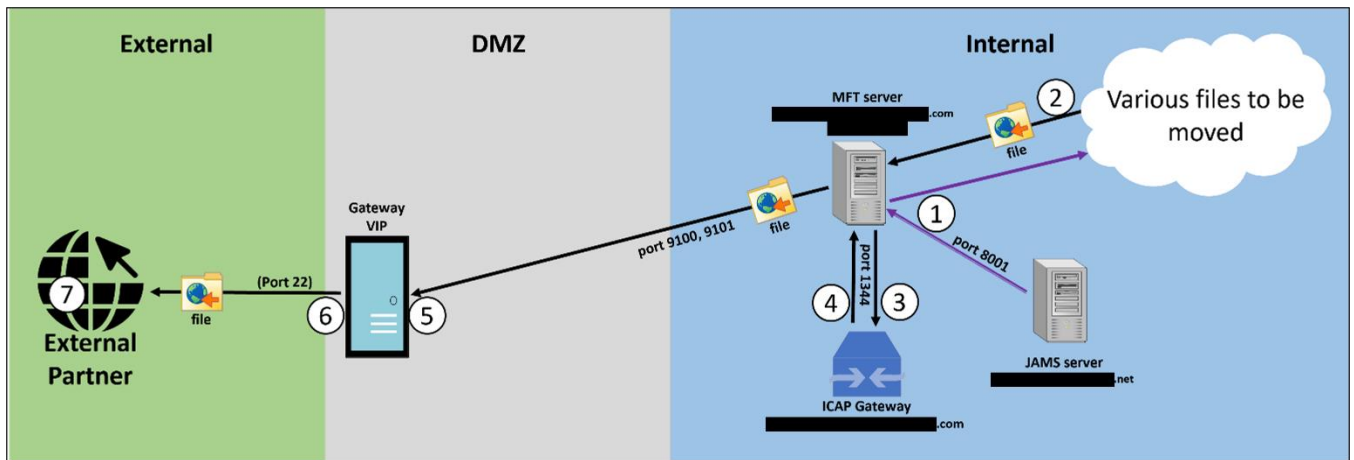 External
DMZ
Internal
MFT server
.com
2
Various files to be
moved
file
1
port 8001
file
port 9100, 9101
Gateway
VIP
(Port 22)
7
file
6
5
External
Partner
4
port 1344
3
JAMS server
.net
ICAP Gateway
.com